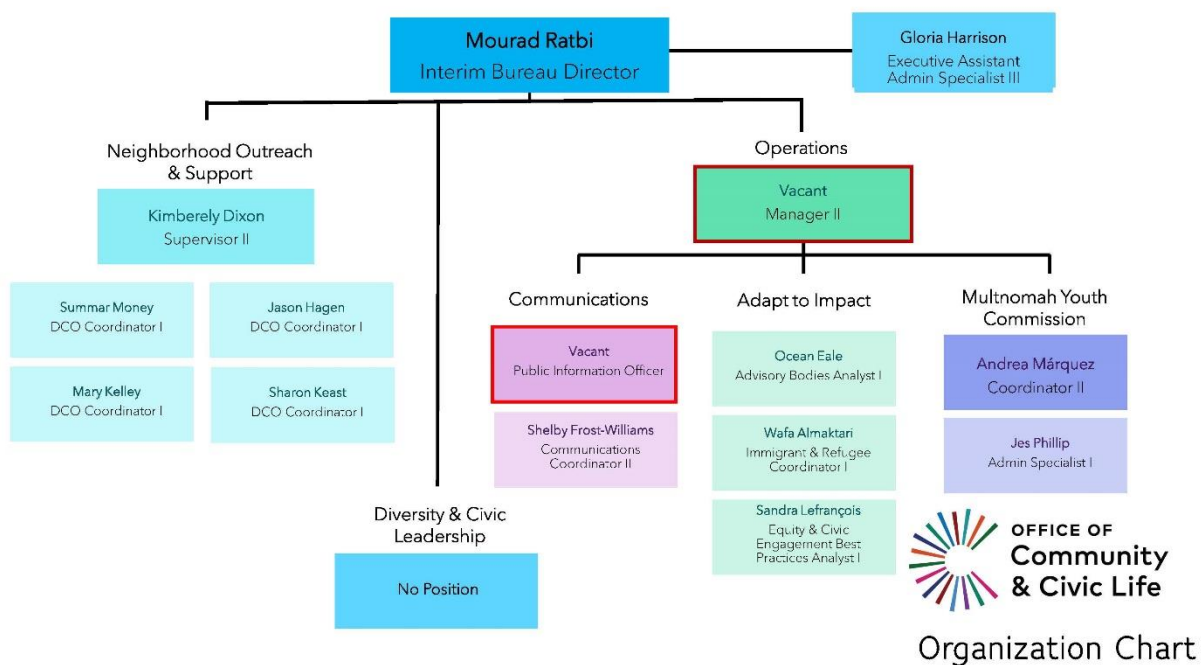 Mourad Ratbi
Interim Bureau Director
Gloria Harrison
Executive Assistant
Admin Specialist III
Neighborhood Outreach
& Support
Kimberely Dixon
Supervisor II
Summar Money
DCO Coordinator I
Jason Hagen
DCO Coordinator I
Mary Kelley
DCO Coordinator I
Sharon Keast
DCO Coordinator I
Diversity & Civic
Leadership
No Position
Operations
Vacant
Manager II
Communications
Vacant
Public Information Officer
Shelby Frost-Williams
Communications
Coordinator II
Adapt to Impact
Ocean Eale
Advisory Bodies Analyst I
Wafa Almaktari
Immigrant & Refugee
Coordinator I
Sandra Lefrançois
Equity & Civic
Engagement Best
Practices Analyst I
Multnomah Youth
Commission
Andrea Márquez
Coordinator II
Jes Phillip
Admin Specialist I
OFFICE OF
Community
& Civic Life
Organization Chart